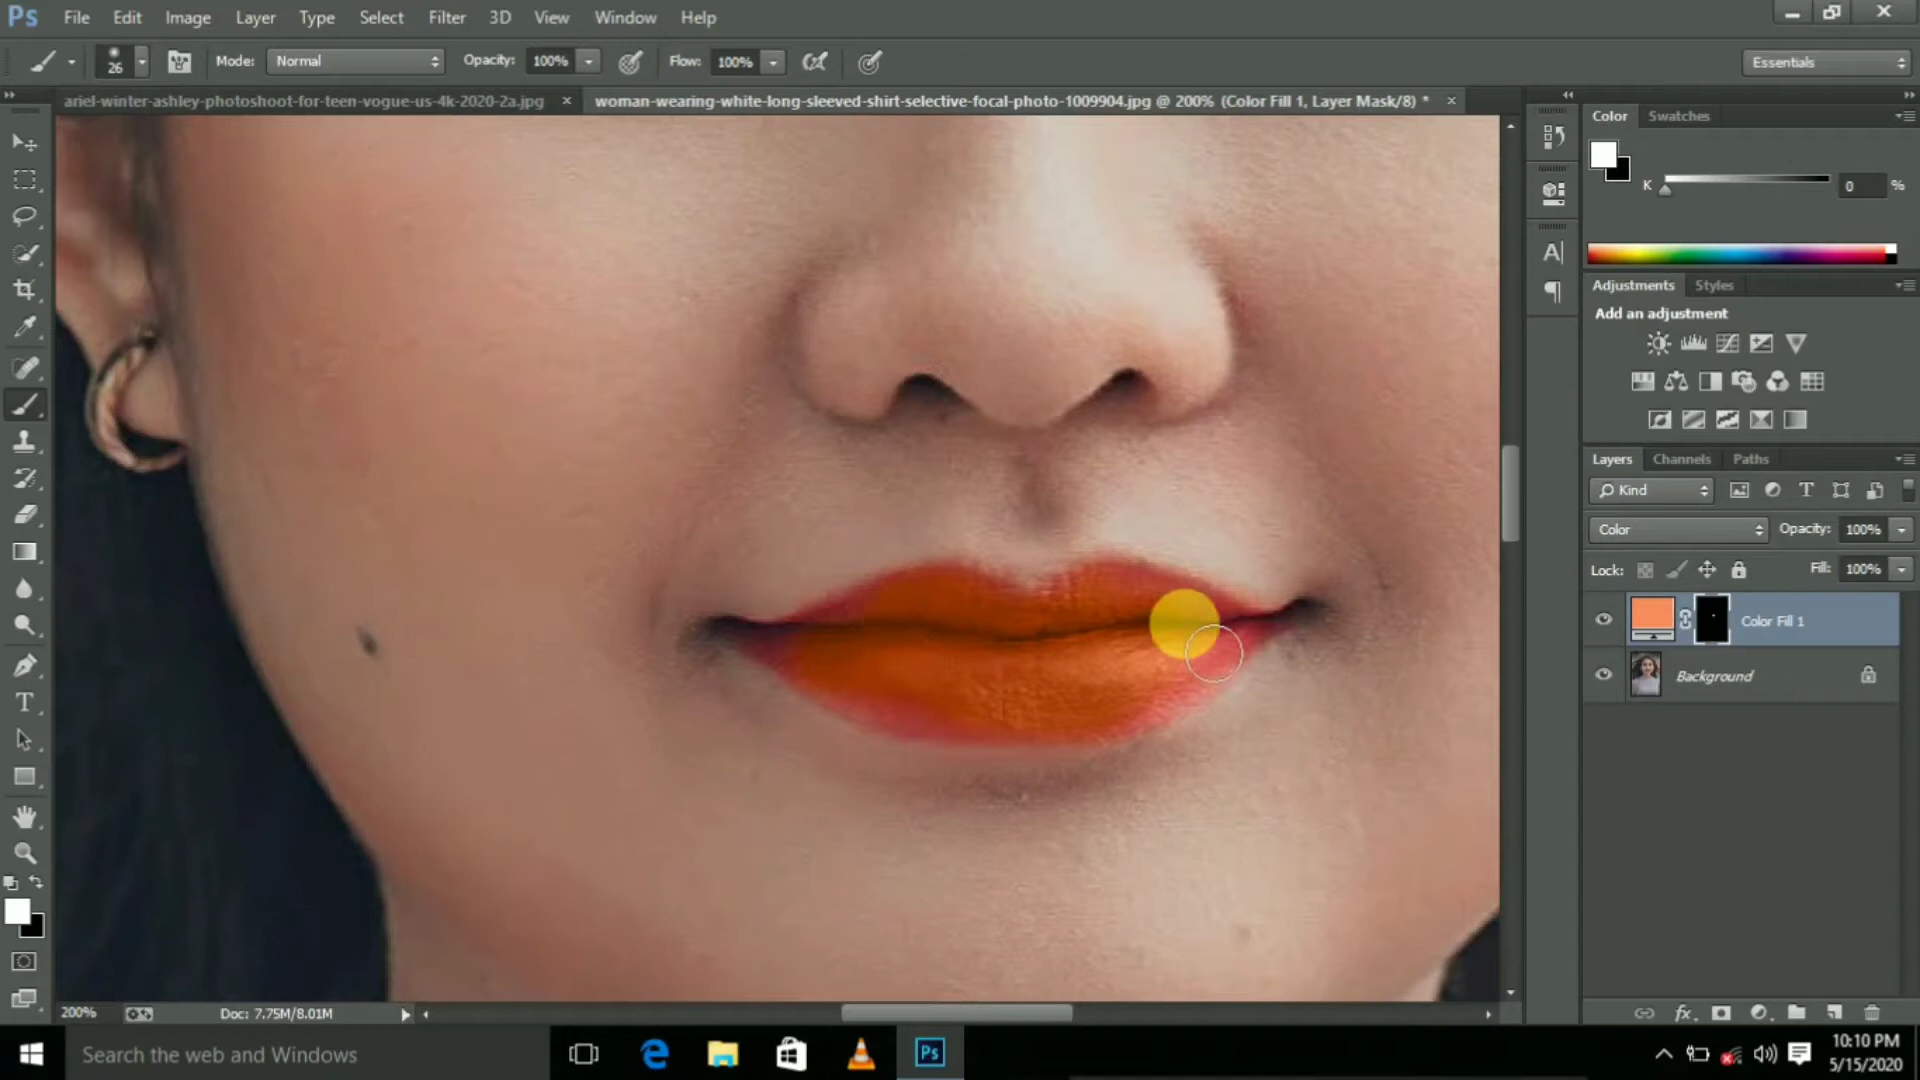 Ps File Edit Image Layer Type Select Filter 3D View Window Help
26 Mode: Normal Opacity: 100% Flow: 100% Essentials
ariel-winter-ashley-photoshoot-for-teen-vogue-us-4k-2020-2a.jpg × woman-wearing-white-long-sleeved-shirt-selective-focal-photo-1009904.jpg @ 200% (Color Fill 1, Layer Mask/8) * ×
Color Swatches
K 0 %
Adjustments Styles
Add an adjustment
Layers Channels Paths
Kind
Color Opacity: 100%
Lock: Fill: 100%
Color Fill 1
Background
200% Doc: 7.75M/8.01M
Search the web and Windows
Ps
10:10 PM
5/15/2020